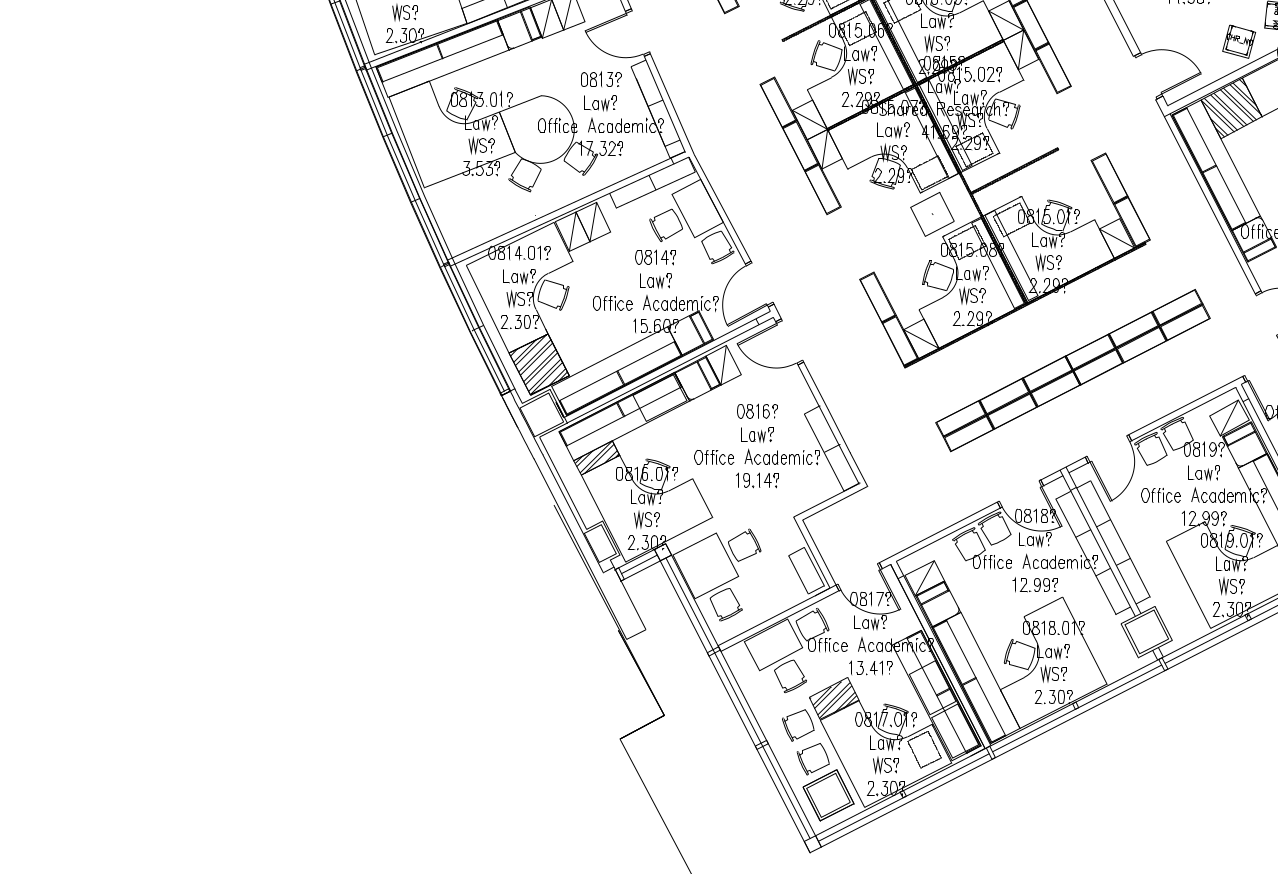 WS?
2.30?
0813.01?
Law?
WS?
3.53?
0813?
Law?
Office Academic?
17.32?
0815.06?
Law?
WS?
2.29?
Law?
WS?
0815?
Law?
Shared Research?
41.69?
0815.02?
Law?
WS?
2.29?
0815.07?
Law?
WS?
2.29?
CHR_N5
0814.01?
Law?
WS?
2.30?
0814?
Law?
Office Academic?
15.60?
0815.08?
Law?
WS?
2.29?
0815.01?
Law?
WS?
2.29?
0816?
Law?
Office Academic?
19.14?
0816.01?
Law?
WS?
2.30?
0819?
Law?
Office Academic?
12.99?
0819.01?
Law?
WS?
2.30?
0818?
Law?
Office Academic?
12.99?
0818.01?
Law?
WS?
2.30?
0817?
Law?
Office Academic?
13.41?
0817.01?
Law?
WS?
2.30?